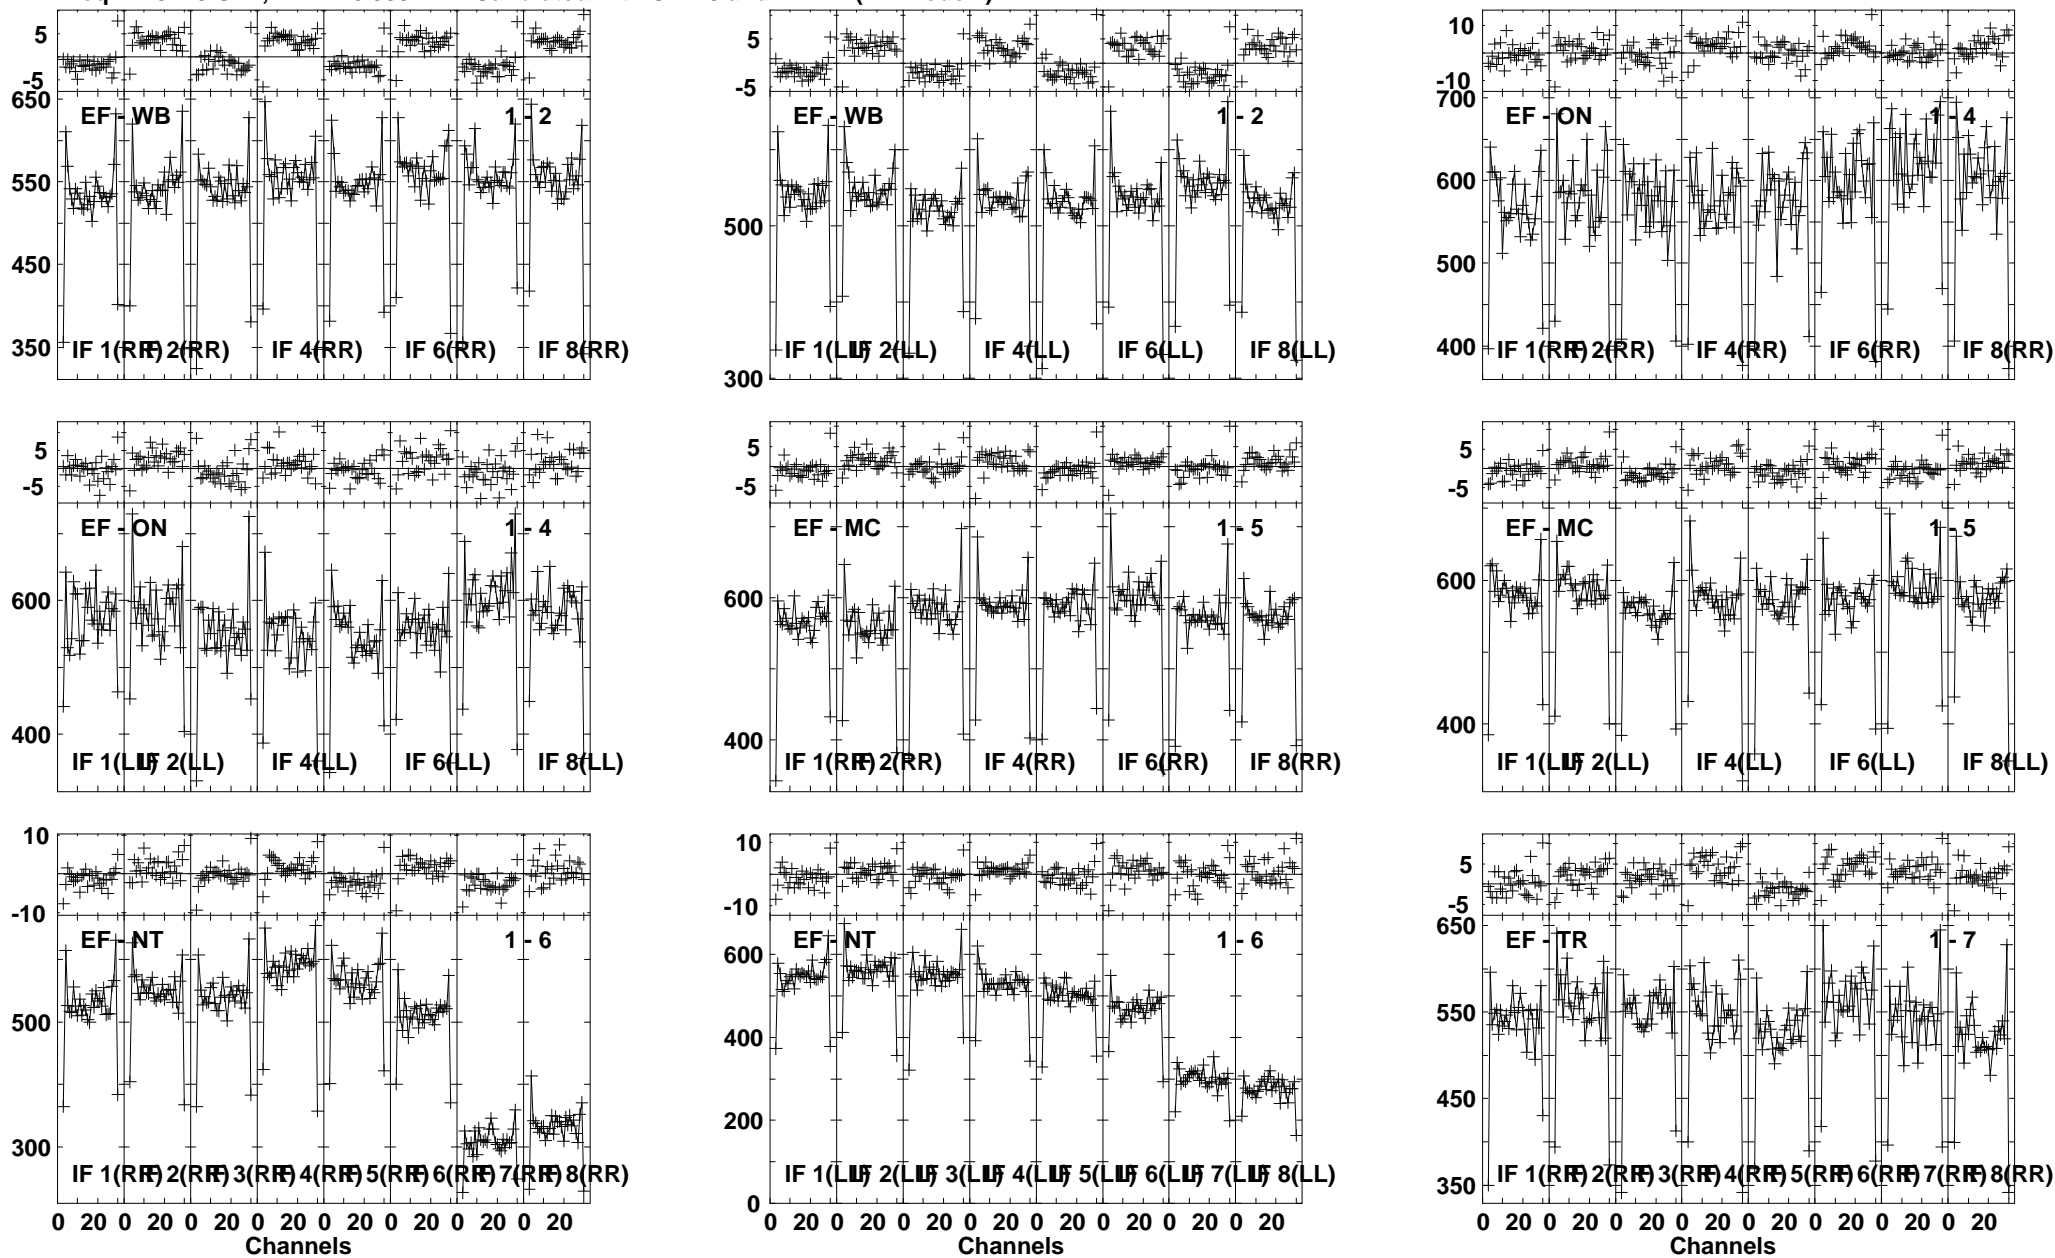 5 5 10
-5 -5 -10
650 700
EF - WB 1 - 2 EF - WB 1 - 2 EF - ON 1 - 4
550 500 600
450 500
350 300 400
IF 1(RR) IF 2(RR) IF 4(RR) IF 6(RR) IF 8(RR) IF 1(LL) IF 2(LL) IF 4(LL) IF 6(LL) IF 8(LL) IF 1(RR) IF 2(RR) IF 4(RR) IF 6(RR) IF 8(RR)
5 5 5
-5 -5 -5
EF - ON 1 - 4 EF - MC 1 - 5 EF - MC 1 - 5
600 600 600
400 400 400
IF 1(LL) IF 2(LL) IF 4(LL) IF 6(LL) IF 8(LL) IF 1(RR) IF 2(RR) IF 4(RR) IF 6(RR) IF 8(RR) IF 1(LL) IF 2(LL) IF 4(LL) IF 6(LL) IF 8(LL)
10 10 5
-10 -10 -5
650
EF - NT 1 - 6 EF - NT 1 - 6 EF - TR 1 - 7
600
500 400 550
300 200 450
0 350
IF 1(RR) IF 2(RR) IF 3(RR) IF 4(RR) IF 5(RR) IF 6(RR) IF 7(RR) IF 8(RR) IF 1(LL) IF 2(LL) IF 3(LL) IF 4(LL) IF 5(LL) IF 6(LL) IF 7(LL) IF 8(LL) IF 1(RR) IF 2(RR) IF 3(RR) IF 4(RR) IF 5(RR) IF 6(RR) IF 7(RR) IF 8(RR)
0 20 0 20 0 20 0 20 0 20 0 20 0 20 0 20 0 20 0 20 0 20 0 20 0 20 0 20 0 20 0 20 0 20 0 20 0 20 0 20 0 20 0 20 0 20 0 20
Channels Channels Channels